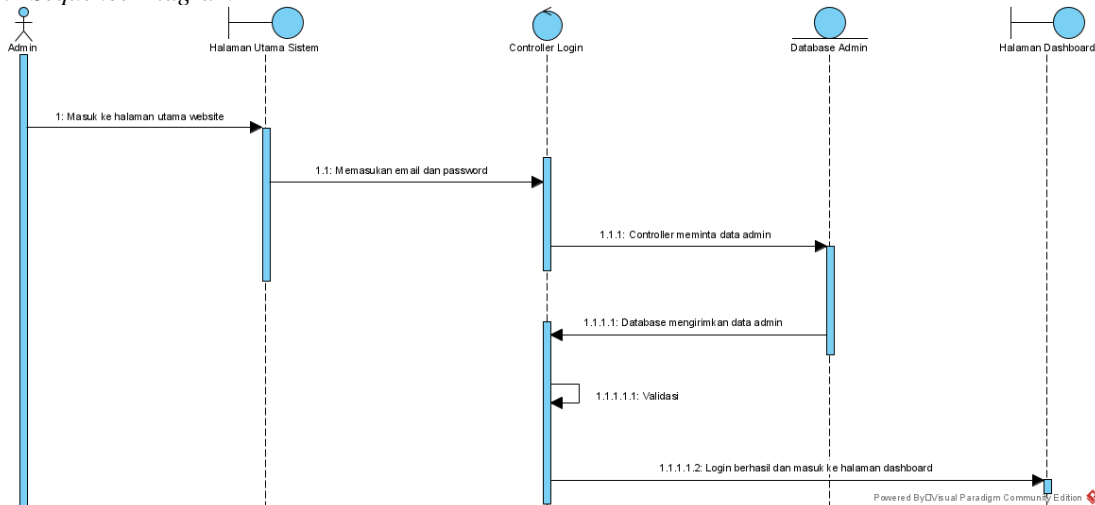 Sequence Diagram
Admin
Halaman Utama Sistem
Controller Login
Database Admin
Halaman Dashboard
1: Masuk ke halaman utama website
1.1: Memasukan email dan password
1.1.1: Controller meminta data admin
1.1.1.1: Database mengirimkan data admin
1.1.1.1.1: Validasi
1.1.1.1.2: Login berhasil dan masuk ke halaman dashboard
Powered By Visual Paradigm Community Edition